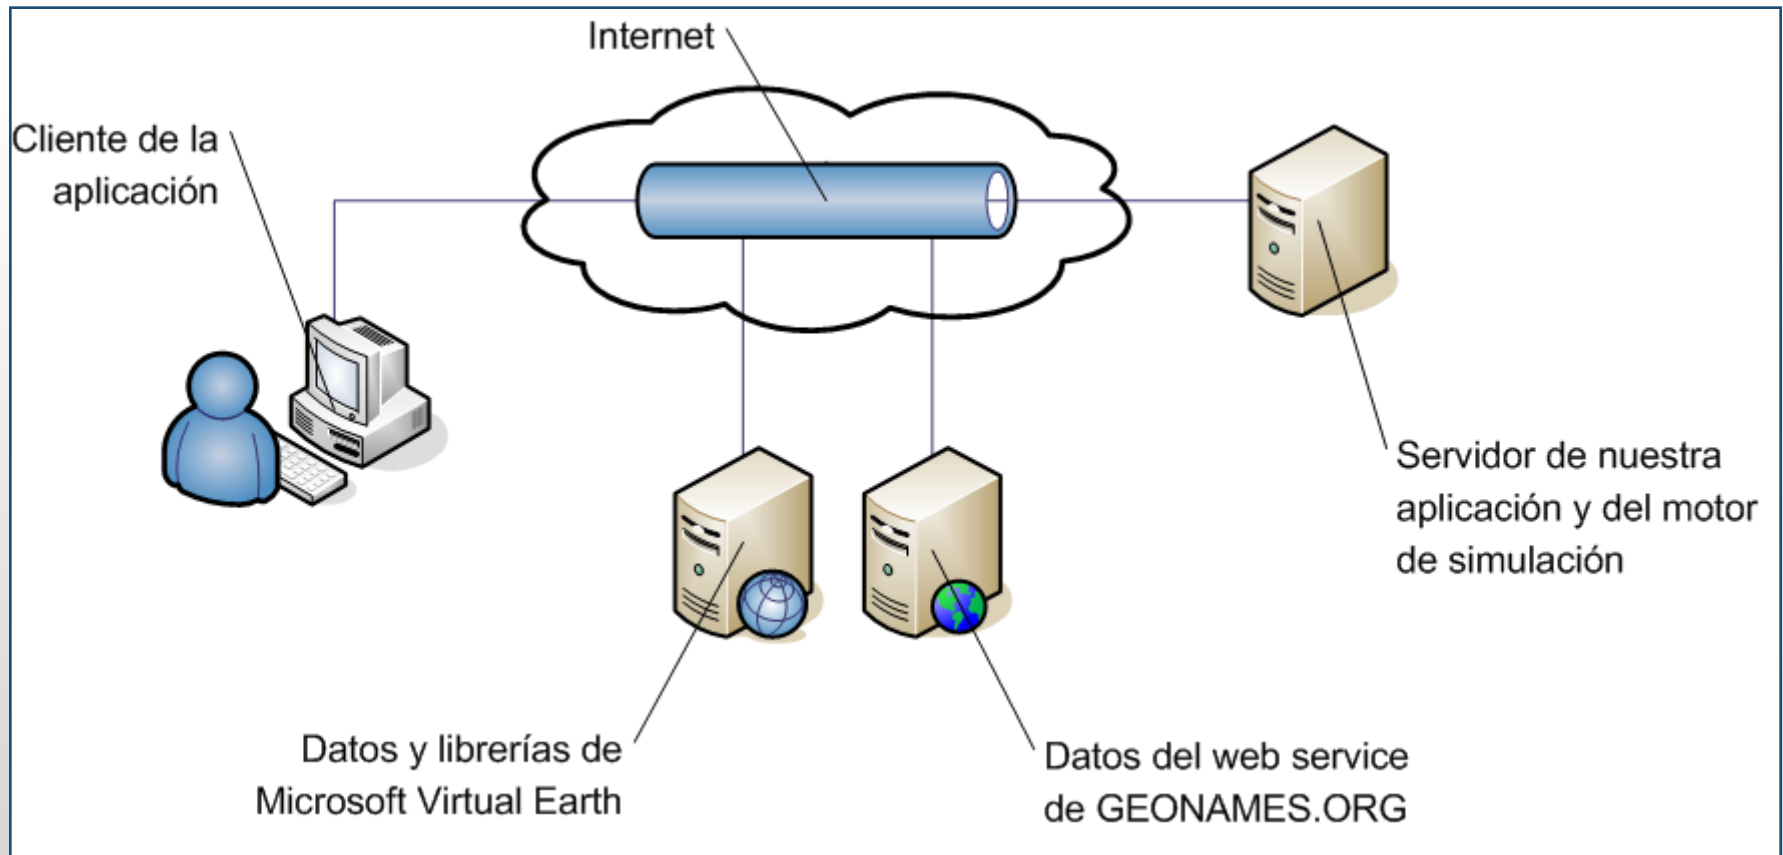 Internet
Cliente de la
aplicación
Servidor de nuestra
aplicación y del motor
de simulación
Datos y librerías de
Microsoft Virtual Earth
Datos del web service
de GEONAMES.ORG